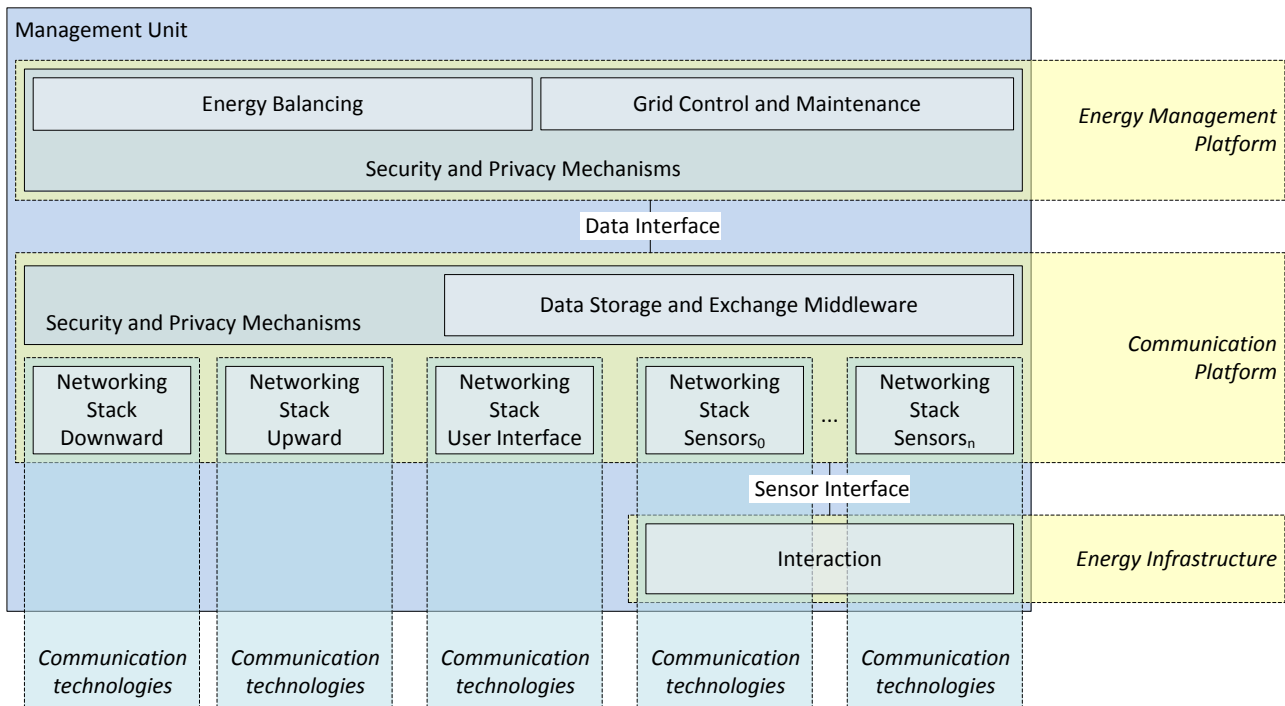 Management Unit
Energy Balancing
Grid Control and Maintenance
Security and Privacy Mechanisms
Energy Management
Platform
Data Interface
Data Storage and Exchange Middleware
Security and Privacy Mechanisms
Communication
Platform
Networking
Stack
Downward
Networking
Stack
Upward
Networking
Stack
User Interface
Networking
Stack
Sensors₀
...
Networking
Stack
Sensorsₙ
Sensor Interface
Interaction
Energy Infrastructure
Communication
technologies
Communication
technologies
Communication
technologies
Communication
technologies
Communication
technologies